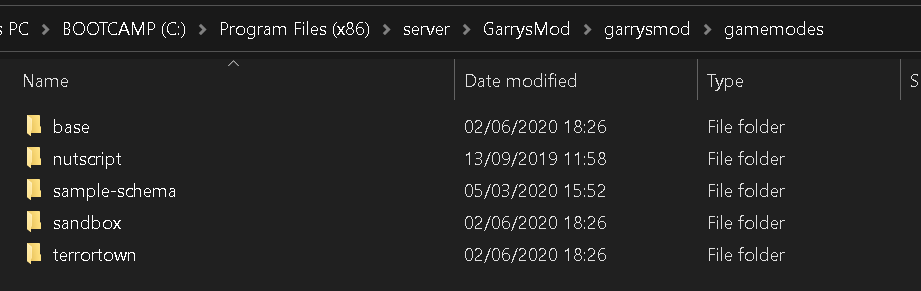 s PC > BOOTCAMP (C:) > Program Files (x86) > server > GarrysMod > garrysmod > gamemodes
Name Date modified Type S
base 02/06/2020 18:26 File folder
nutscript 13/09/2019 11:58 File folder
sample-schema 05/03/2020 15:52 File folder
sandbox 02/06/2020 18:26 File folder
terrortown 02/06/2020 18:26 File folder